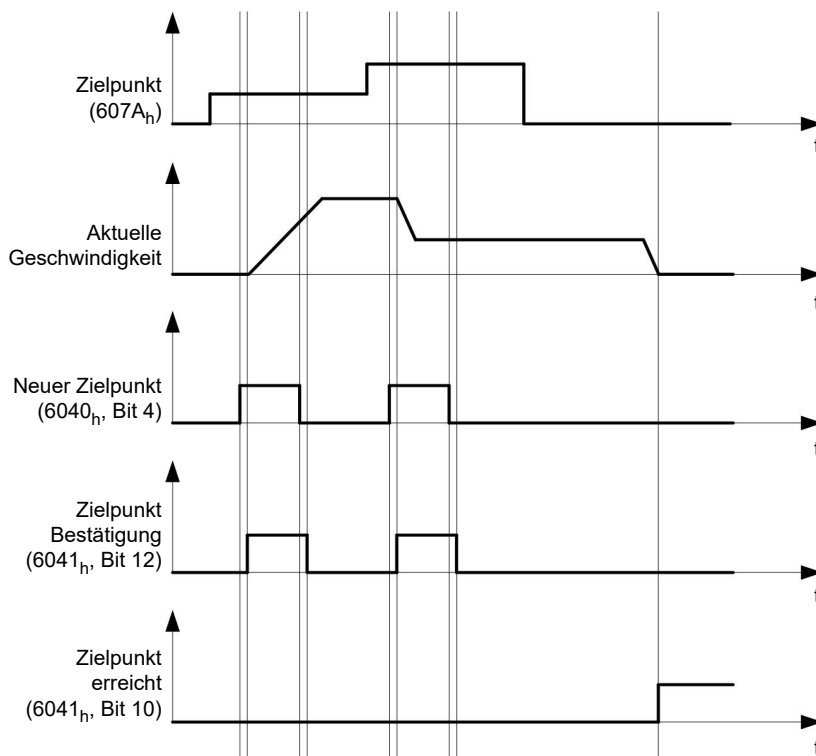 Zielpunkt
(607Aₕ)
t
Aktuelle
Geschwindigkeit
t
Neuer Zielpunkt
(6040ₕ, Bit 4)
t
Zielpunkt
Bestätigung
(6041ₕ, Bit 12)
t
Zielpunkt
erreicht
(6041ₕ, Bit 10)
t